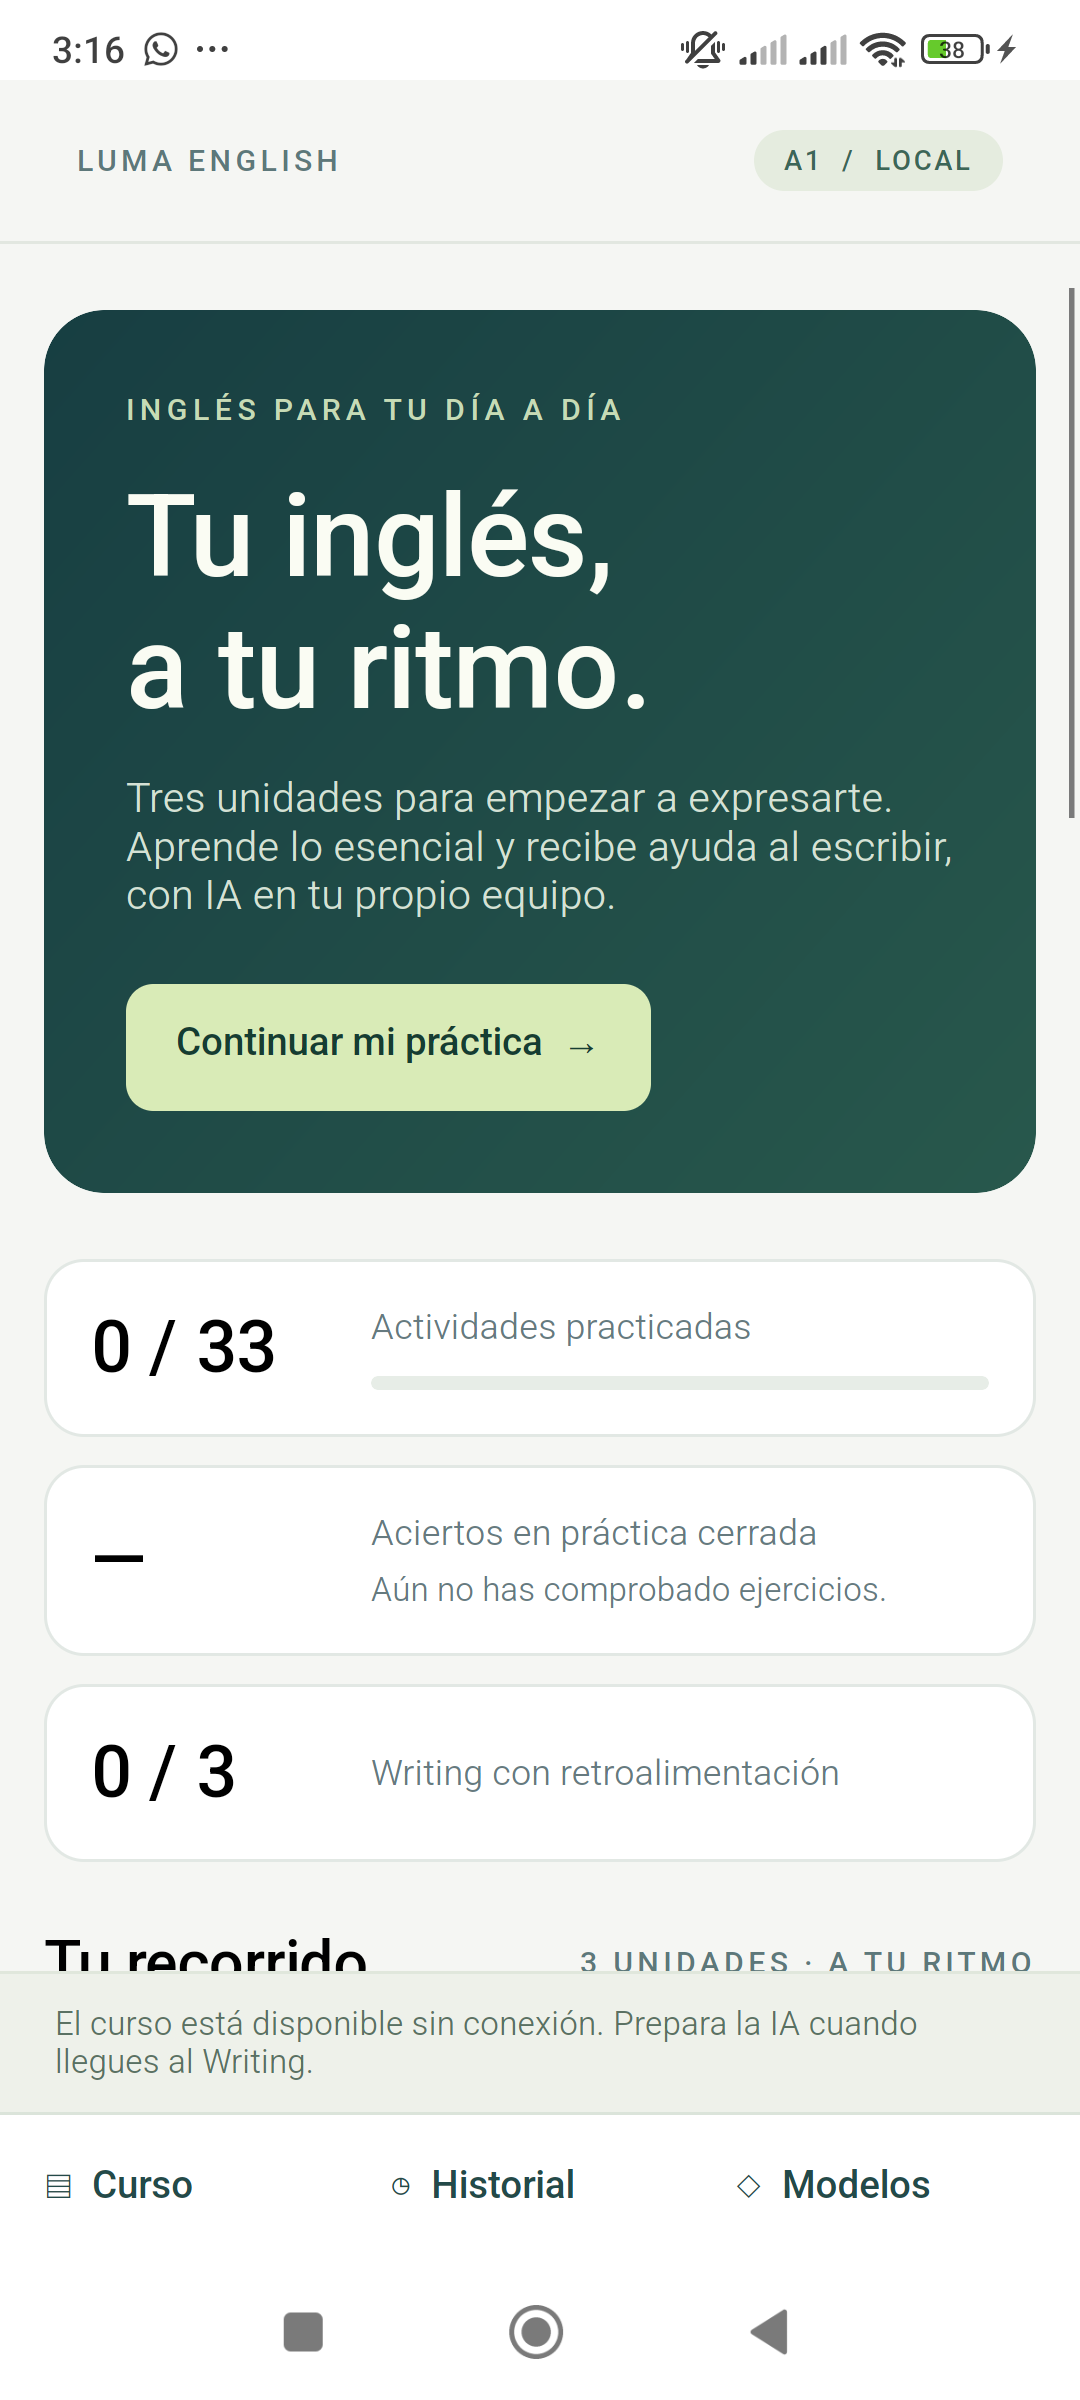 3:16
38
LUMA ENGLISH
A1 / LOCAL
INGLÉS PARA TU DÍA A DÍA
Tu inglés,
a tu ritmo.
Tres unidades para empezar a expresarte.
Aprende lo esencial y recibe ayuda al escribir,
con IA en tu propio equipo.
Continuar mi práctica →
0 / 33
Actividades practicadas
—
Aciertos en práctica cerrada
Aún no has comprobado ejercicios.
0 / 3
Writing con retroalimentación
Tu recorrido
3 UNIDADES · A TU RITMO
El curso está disponible sin conexión. Prepara la IA cuando
llegues al Writing.
Curso
Historial
Modelos